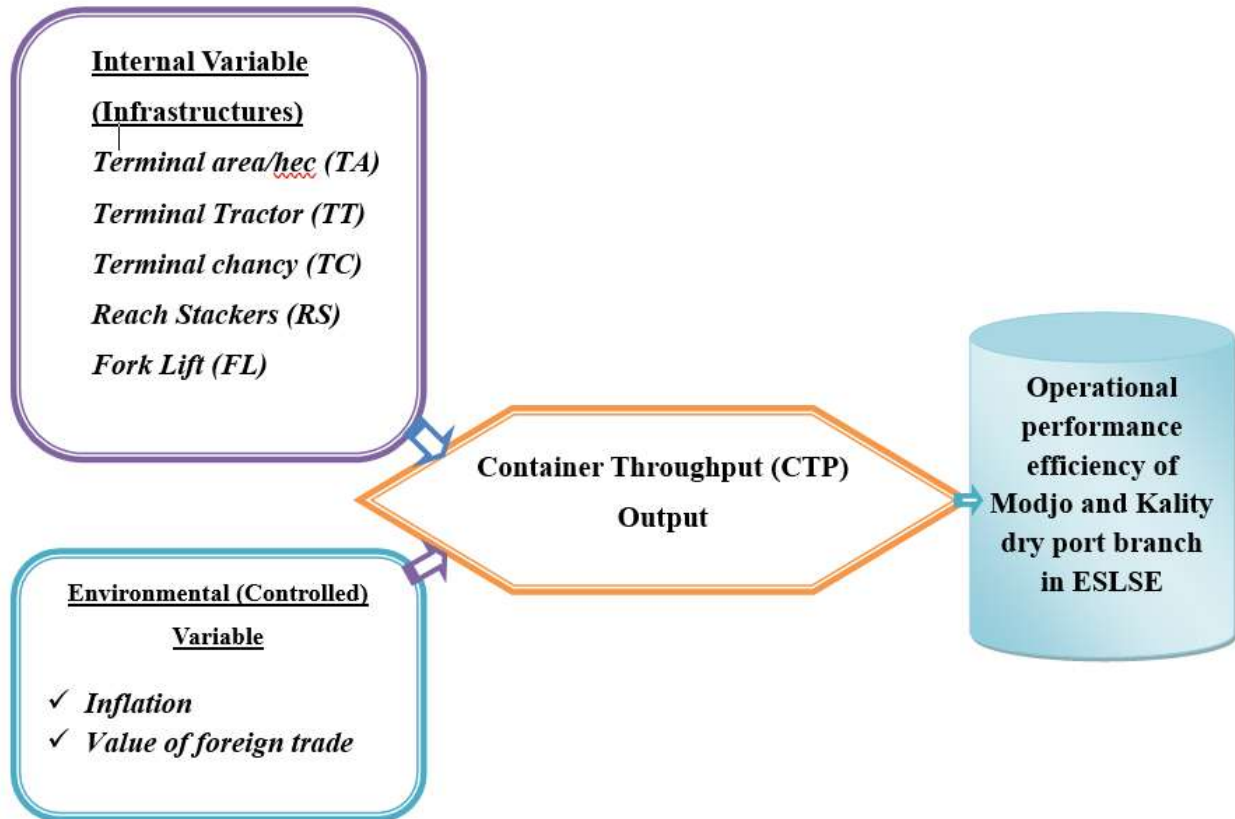 Internal Variable
(Infrastructures)
Terminal area/hec (TA)
Terminal Tractor (TT)
Terminal chancy (TC)
Reach Stackers (RS)
Fork Lift (FL)
Environmental (Controlled)
Variable
✓ Inflation
✓ Value of foreign trade
Container Throughput (CTP)
Output
Operational
performance
efficiency of
Modjo and Kality
dry port branch
in ESLSE